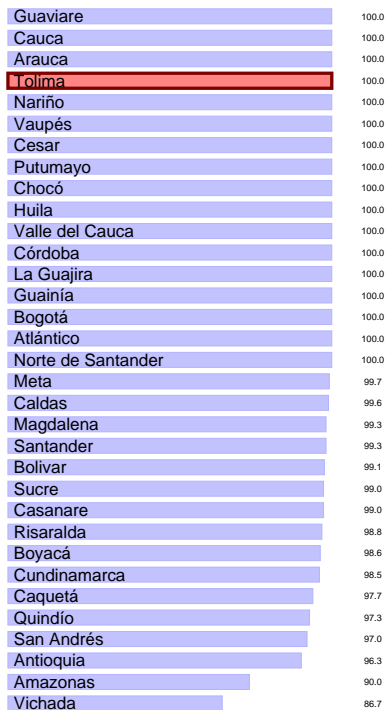 Guaviare 100.0
Cauca 100.0
Arauca 100.0
Tolima 100.0
Nariño 100.0
Vaupés 100.0
Cesar 100.0
Putumayo 100.0
Chocó 100.0
Huila 100.0
Valle del Cauca 100.0
Córdoba 100.0
La Guajira 100.0
Guainía 100.0
Bogotá 100.0
Atlántico 100.0
Norte de Santander 100.0
Meta 99.7
Caldas 99.6
Magdalena 99.3
Santander 99.3
Bolivar 99.1
Sucre 99.0
Casanare 99.0
Risaralda 98.8
Boyacá 98.6
Cundinamarca 98.5
Caquetá 97.7
Quindío 97.3
San Andrés 97.0
Antioquia 96.3
Amazonas 90.0
Vichada 86.7